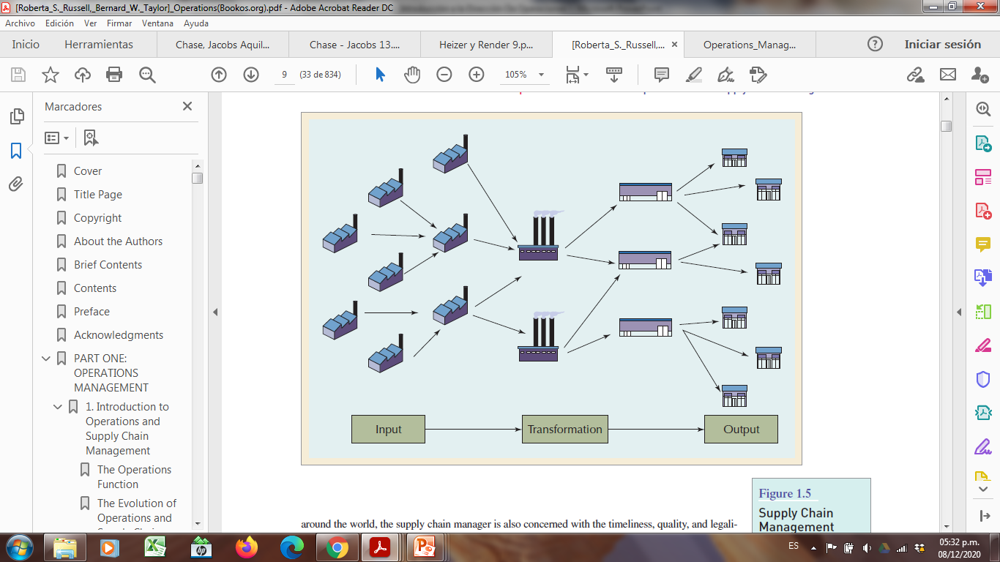 [Roberta_S._Russell,_Bernard_W._Taylor]_Operations(Bookos.org).pdf - Adobe Acrobat Reader DC
Archivo Edición Ver Firmar Ventana Ayuda
Inicio Herramientas Chase, Jacobs Aquil... Chase - Jacobs 13.... Heizer y Render 9.p... [Roberta_S._Russell,... × Operations_Manag... Iniciar sesión
9 (33 de 834) 105%
Marcadores
Cover
Title Page
Copyright
About the Authors
Brief Contents
Contents
Preface
Acknowledgments
PART ONE:
OPERATIONS
MANAGEMENT
1. Introduction to
Operations and
Supply Chain
Management
The Operations
Function
The Evolution of
Operations and
Input Transformation Output
Figure 1.5
Supply Chain
Management
around the world, the supply chain manager is also concerned with the timeliness, quality, and legali-
ES 05:32 p.m.
08/12/2020